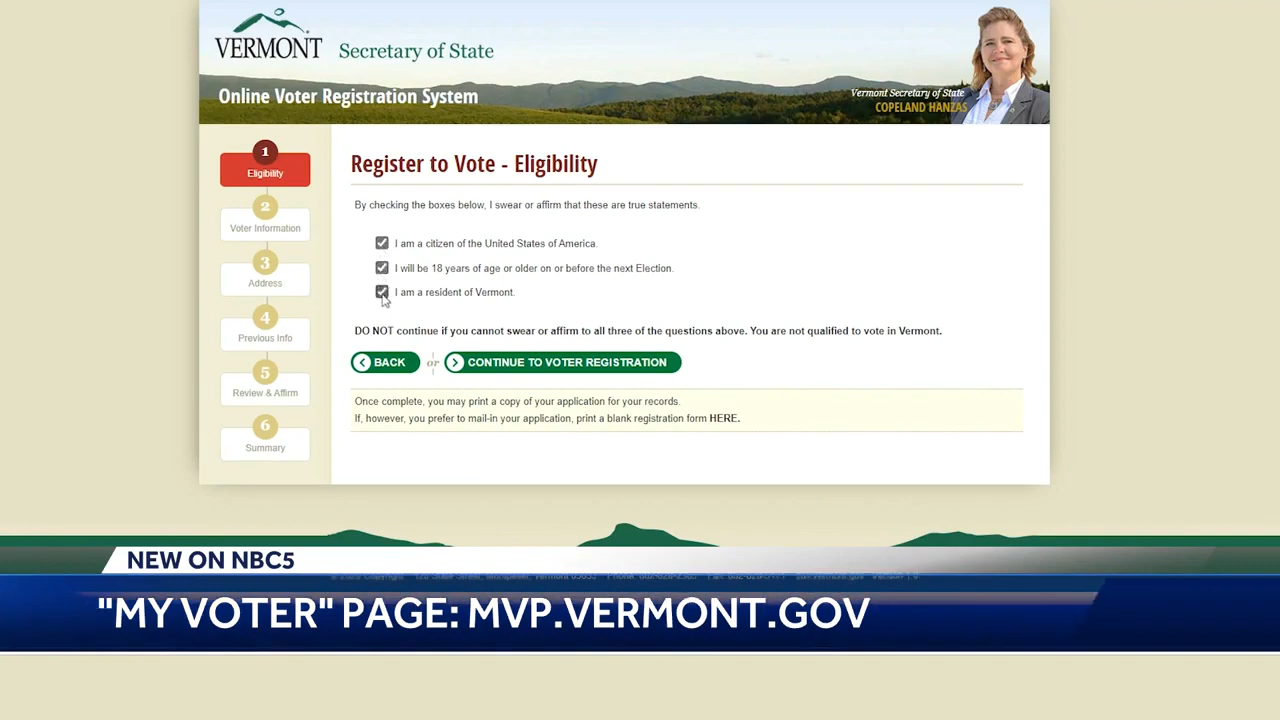 VERMONT Secretary of State
Online Voter Registration System
Vermont Secretary of State
COPELAND HANZAS
1
Eligibility
2
Voter Information
3
Address
4
Previous Info
5
Review & Affirm
6
Summary
Register to Vote - Eligibility
By checking the boxes below, I swear or affirm that these are true statements.
I am a citizen of the United States of America.
I will be 18 years of age or older on or before the next Election.
I am a resident of Vermont.
DO NOT continue if you cannot swear or affirm to all three of the questions above. You are not qualified to vote in Vermont.
BACK or CONTINUE TO VOTER REGISTRATION
Once complete, you may print a copy of your application for your records.
If, however, you prefer to mail-in your application, print a blank registration form HERE.
NEW ON NBC5
"MY VOTER" PAGE: MVP.VERMONT.GOV